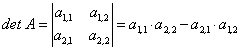 det A = |a₁,₁ a₁,₂; a₂,₁ a₂,₂| = a₁,₁ · a₂,₂ − a₂,₁ · a₁,₂